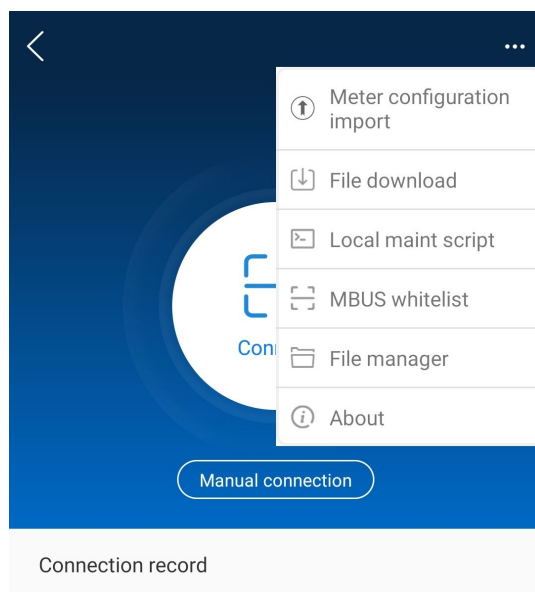 Meter configuration
import
File download
Local maint script
MBUS whitelist
File manager
About
Manual connection
Connection record